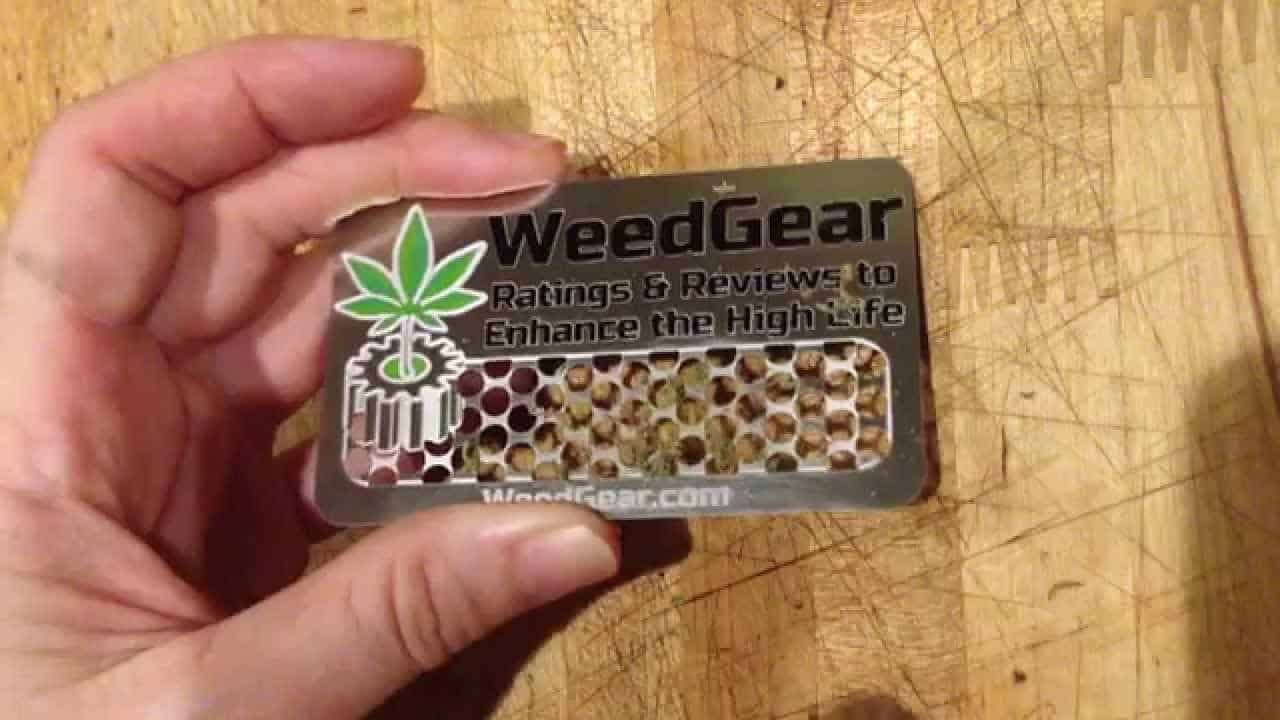 WeedGear
Ratings & Reviews to
Enhance the High Life
WeedGear.com